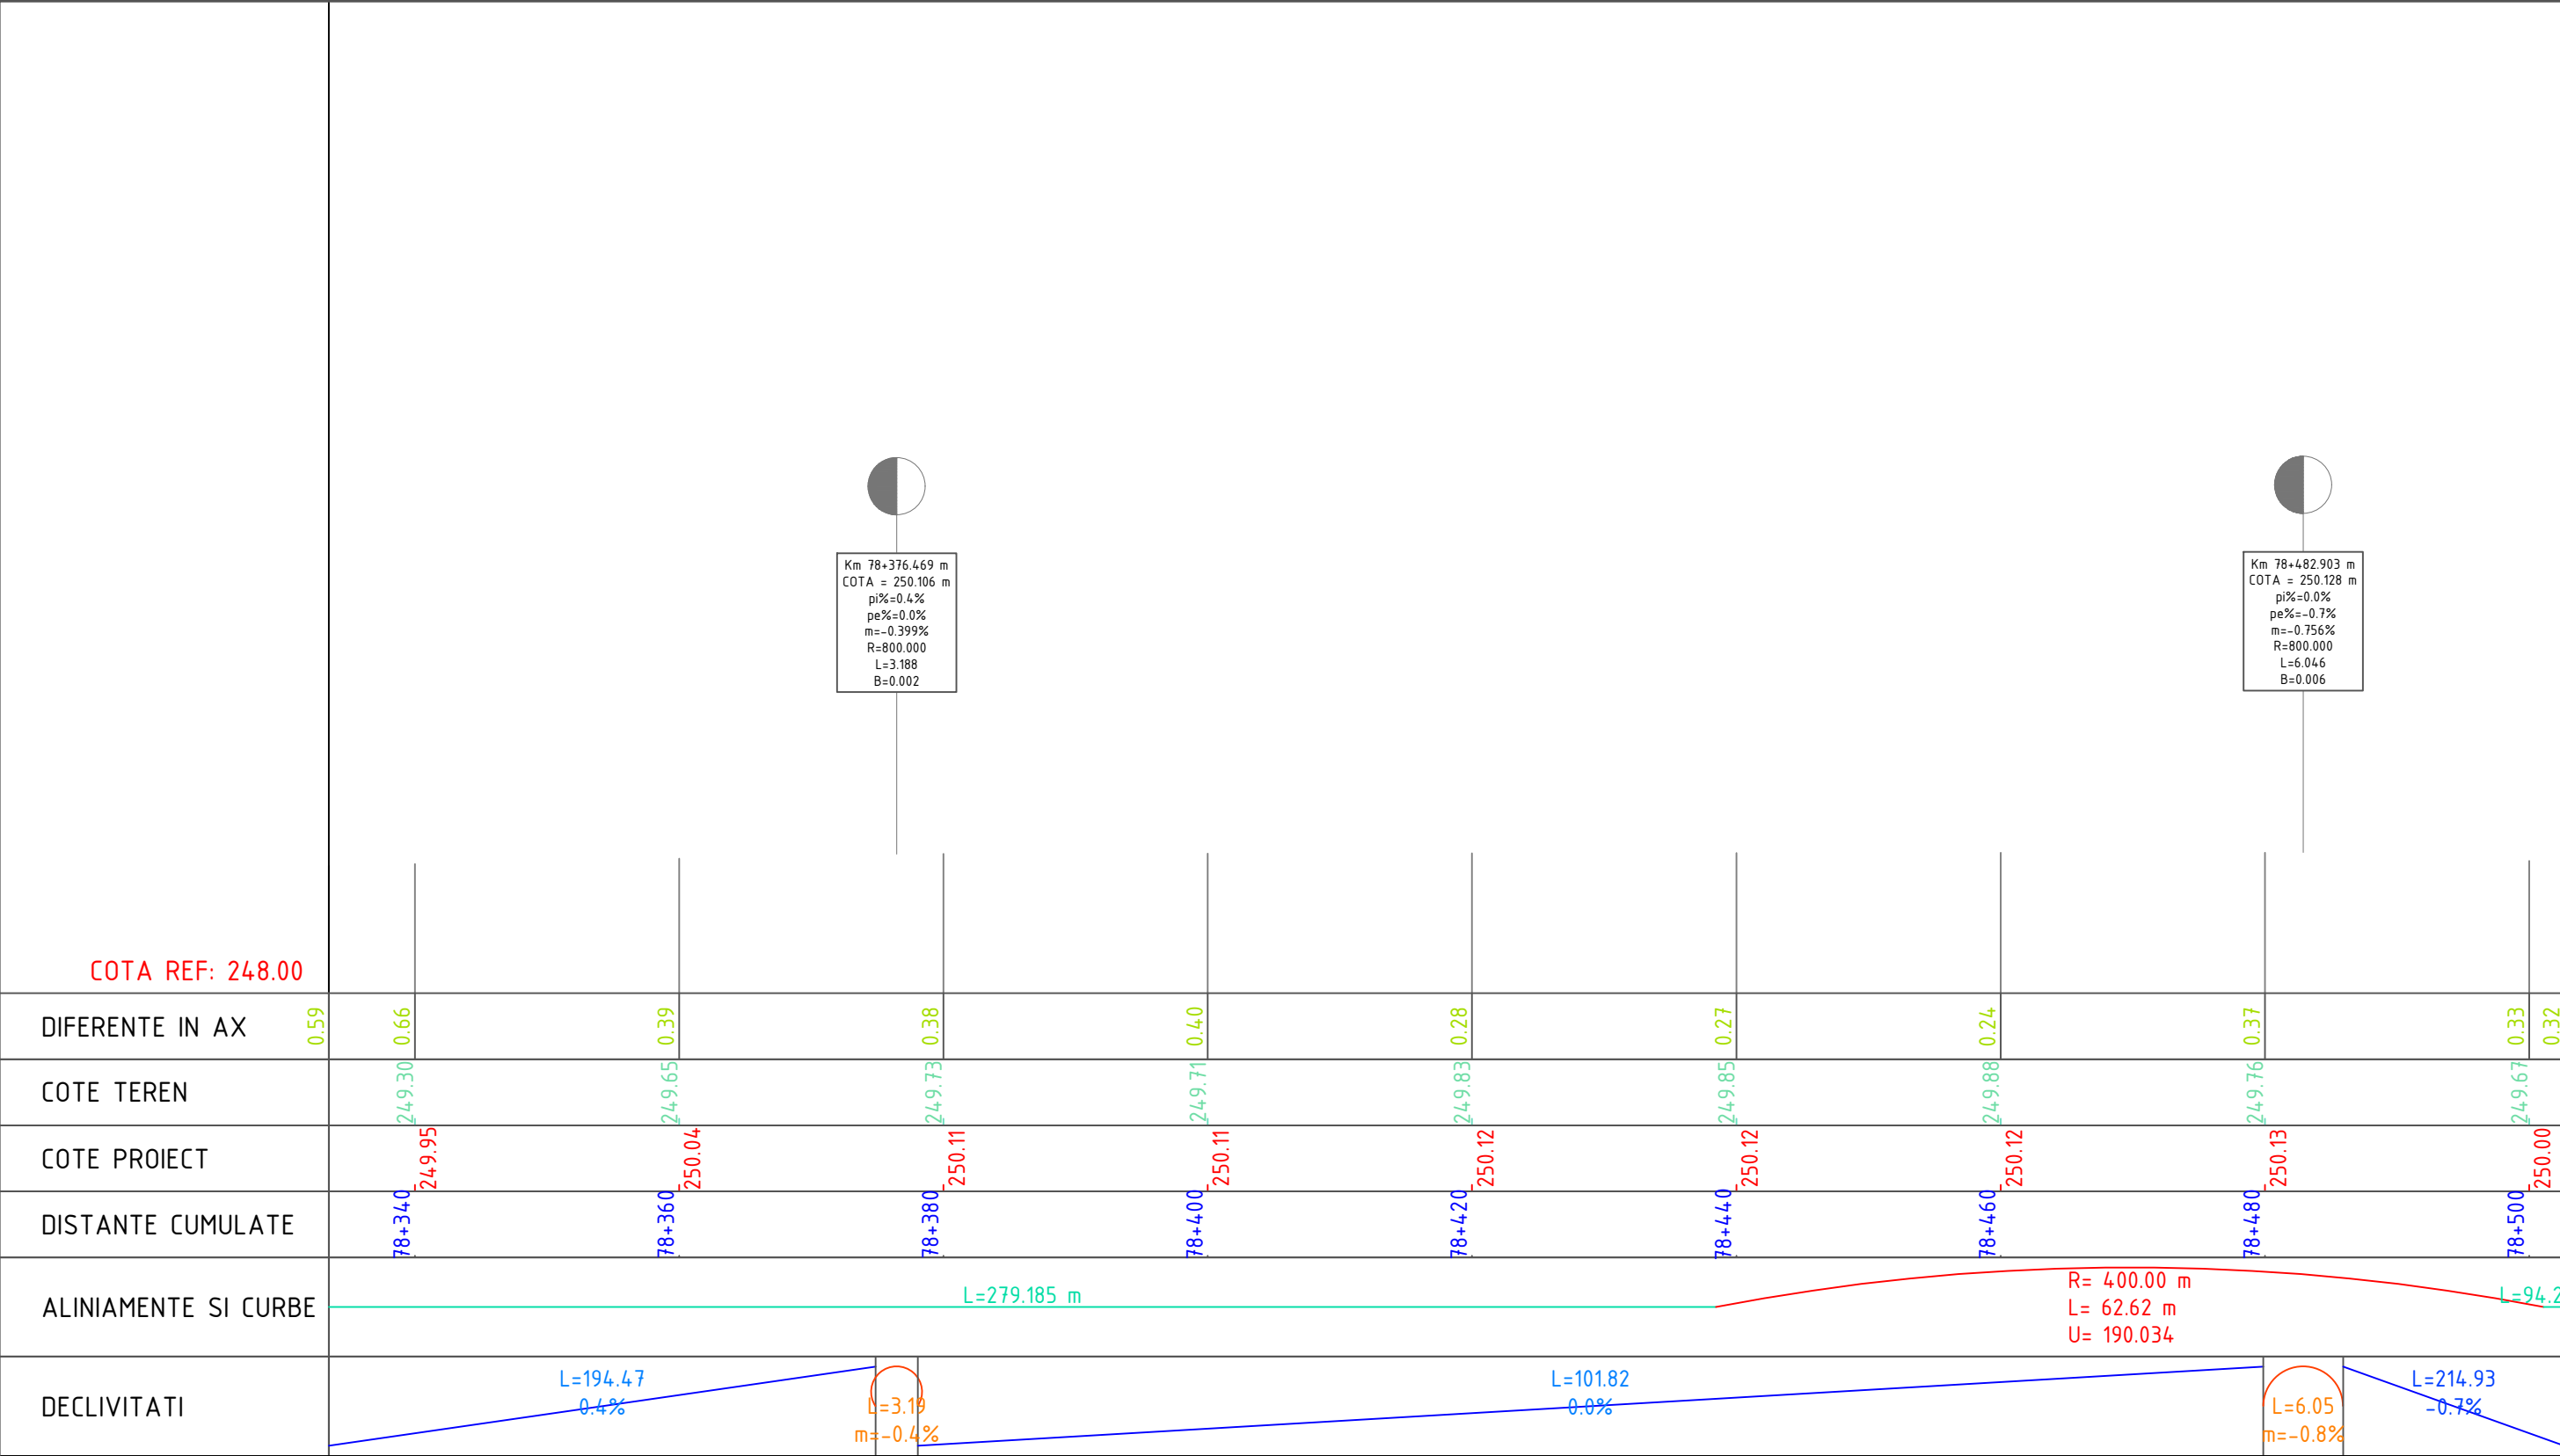 Km 78+376.469 m
COTA = 250.106 m
pi%=0.4%
pe%=0.0%
m=-0.399%
R=800.000
L=3.188
B=0.002
Km 78+482.903 m
COTA = 250.128 m
pi%=0.0%
pe%=-0.7%
m=-0.756%
R=800.000
L=6.046
B=0.006
COTA REF: 248.00
DIFERENTE IN AX
0.59 0.66 0.39 0.38 0.40 0.28 0.27 0.24 0.37 0.33 0.32
COTE TEREN
249.30 249.65 249.73 249.71 249.83 249.85 249.88 249.76 249.67
COTE PROIECT
249.95 250.04 250.11 250.11 250.12 250.12 250.12 250.13 250.00
DISTANTE CUMULATE
78+340 78+360 78+380 78+400 78+420 78+440 78+460 78+480 78+500
ALINIAMENTE SI CURBE
L=279.185 m
R= 400.00 m
L= 62.62 m
U= 190.034
L=94.2
DECLIVITATI
L=194.47
0.4%
L=3.19
m=-0.4%
L=101.82
0.0%
L=6.05
m=-0.8%
L=214.93
-0.7%